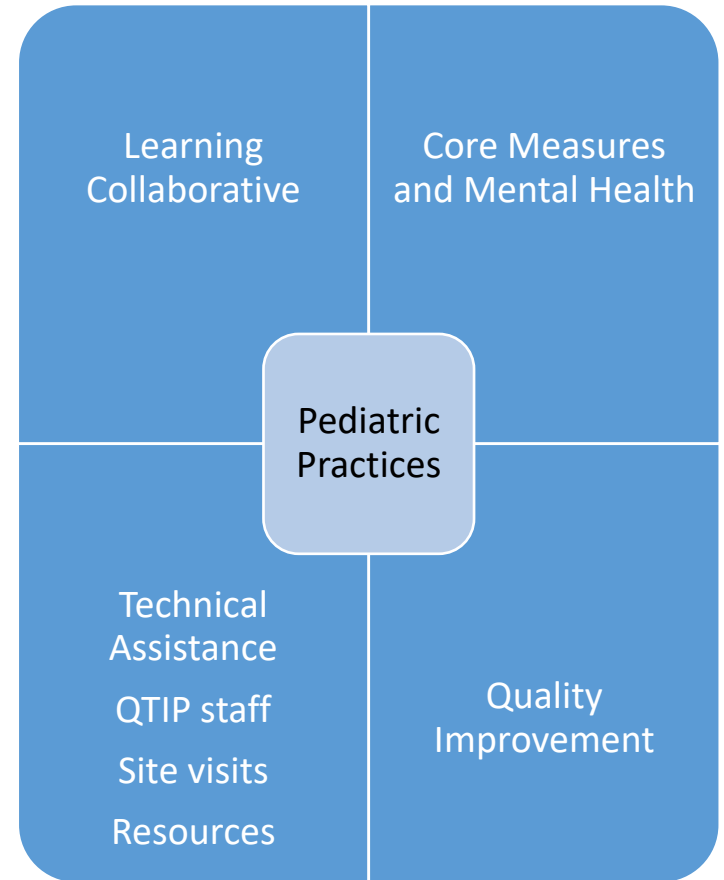 Learning
Collaborative
Core Measures
and Mental Health
Pediatric
Practices
Technical
Assistance
QTIP staff
Site visits
Resources
Quality
Improvement